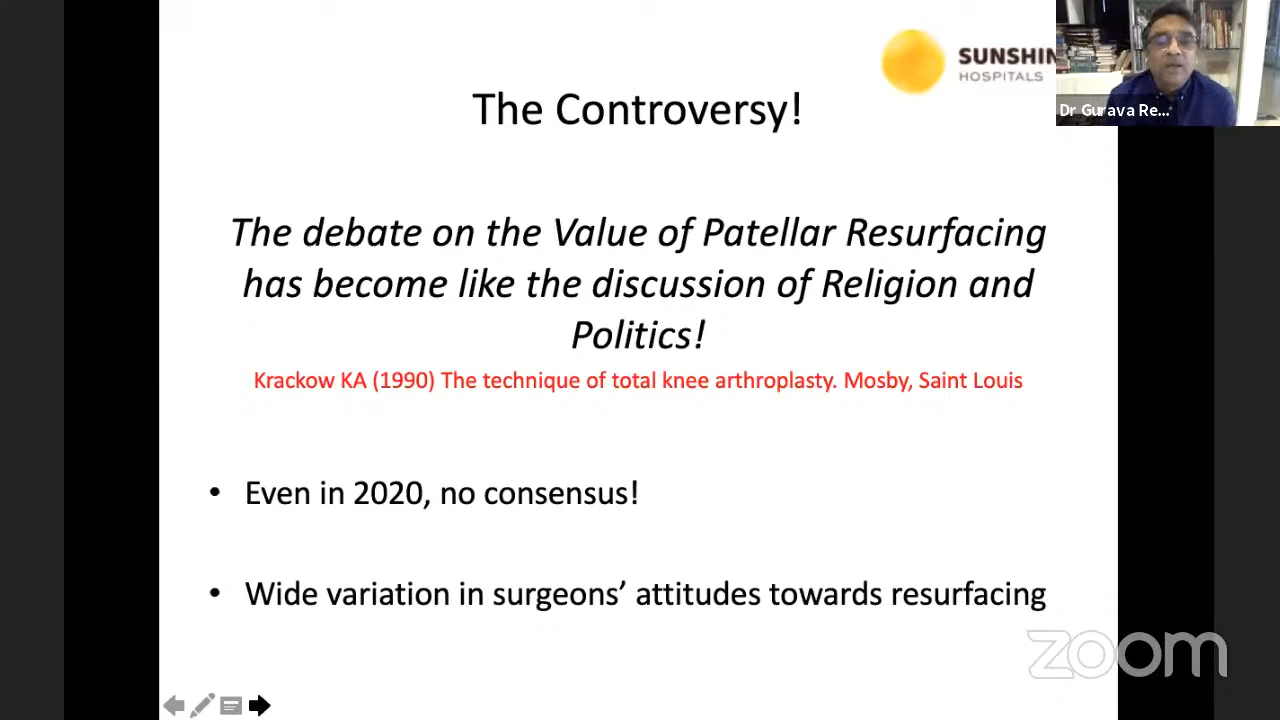 SUNSHIN
HOSPITALS
Dr Gurava Re...
The Controversy!
The debate on the Value of Patellar Resurfacing
has become like the discussion of Religion and
Politics!
Krackow KA (1990) The technique of total knee arthroplasty. Mosby, Saint Louis
• Even in 2020, no consensus!
• Wide variation in surgeons’ attitudes towards resurfacing
zoom